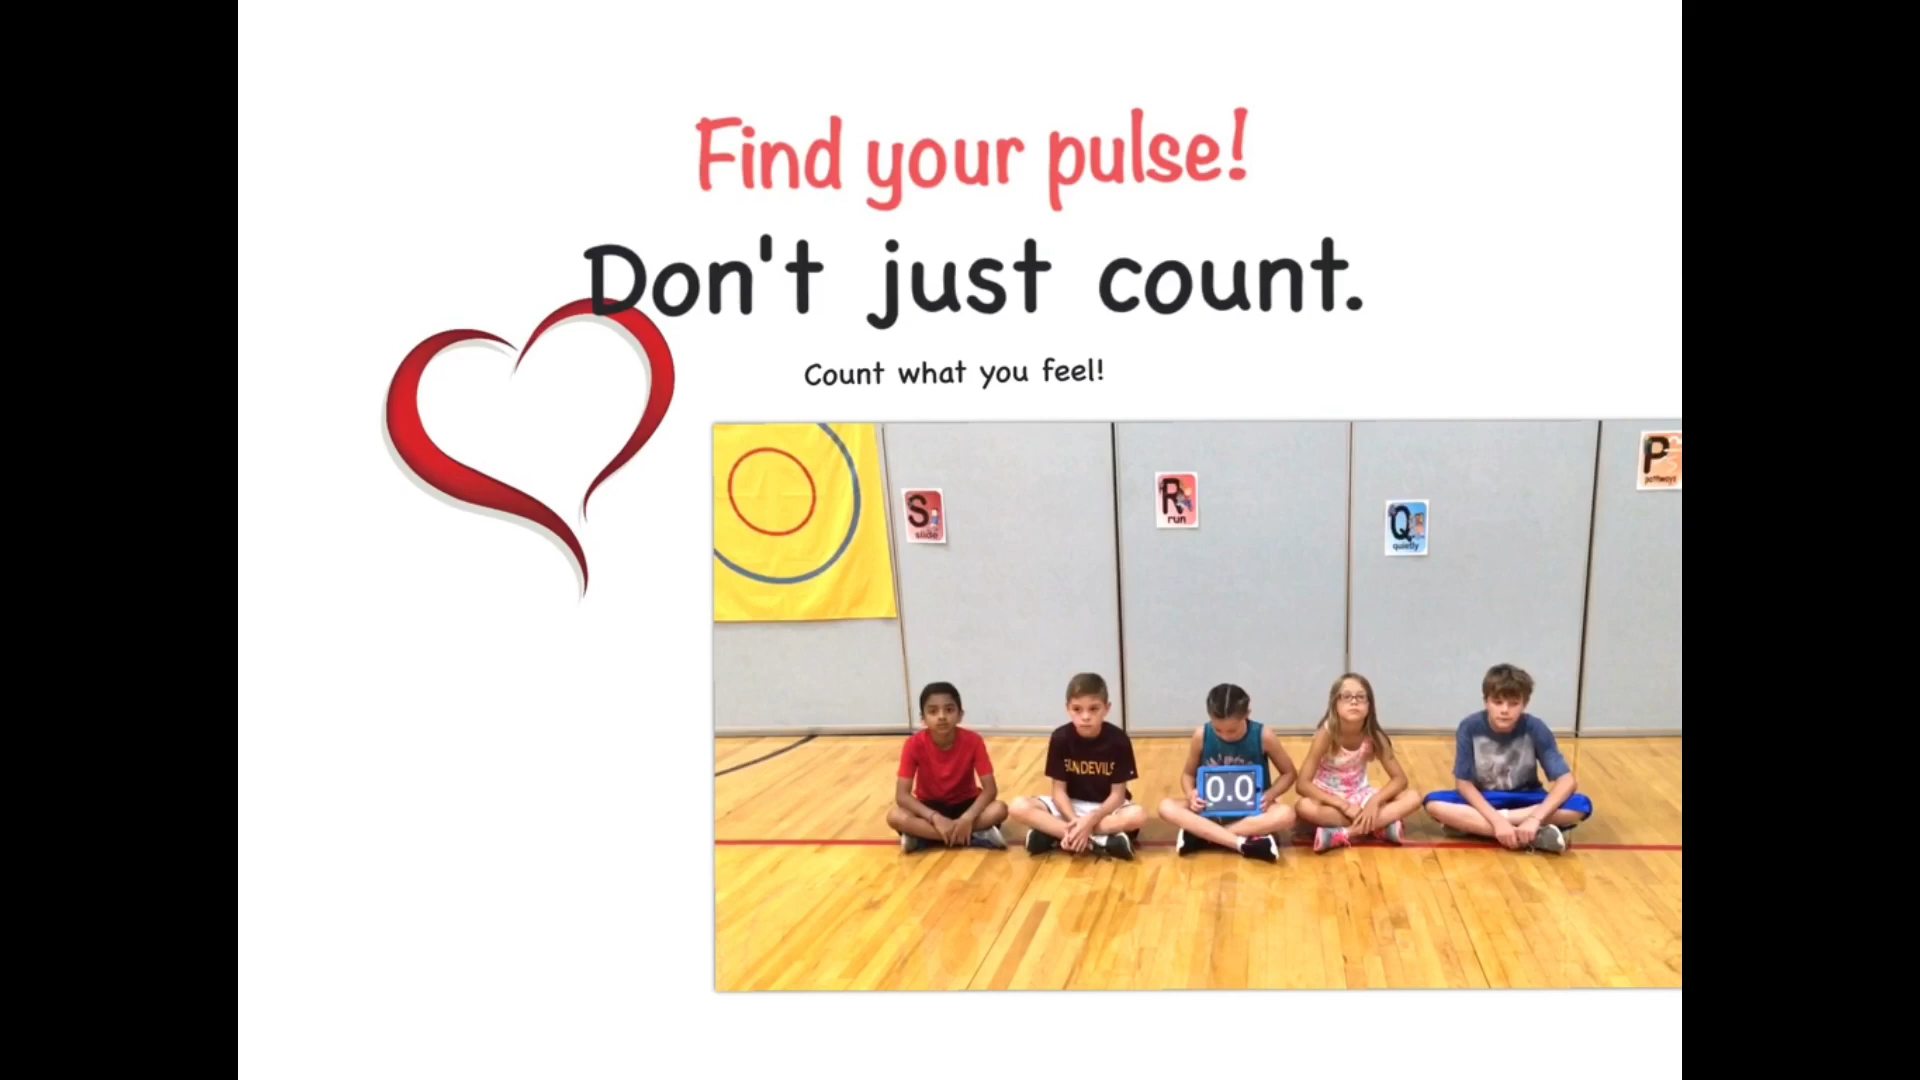 Find your pulse!
Don't just count.
Count what you feel!
S
slide
R
run
Q
quietly
P
pathways
0.0